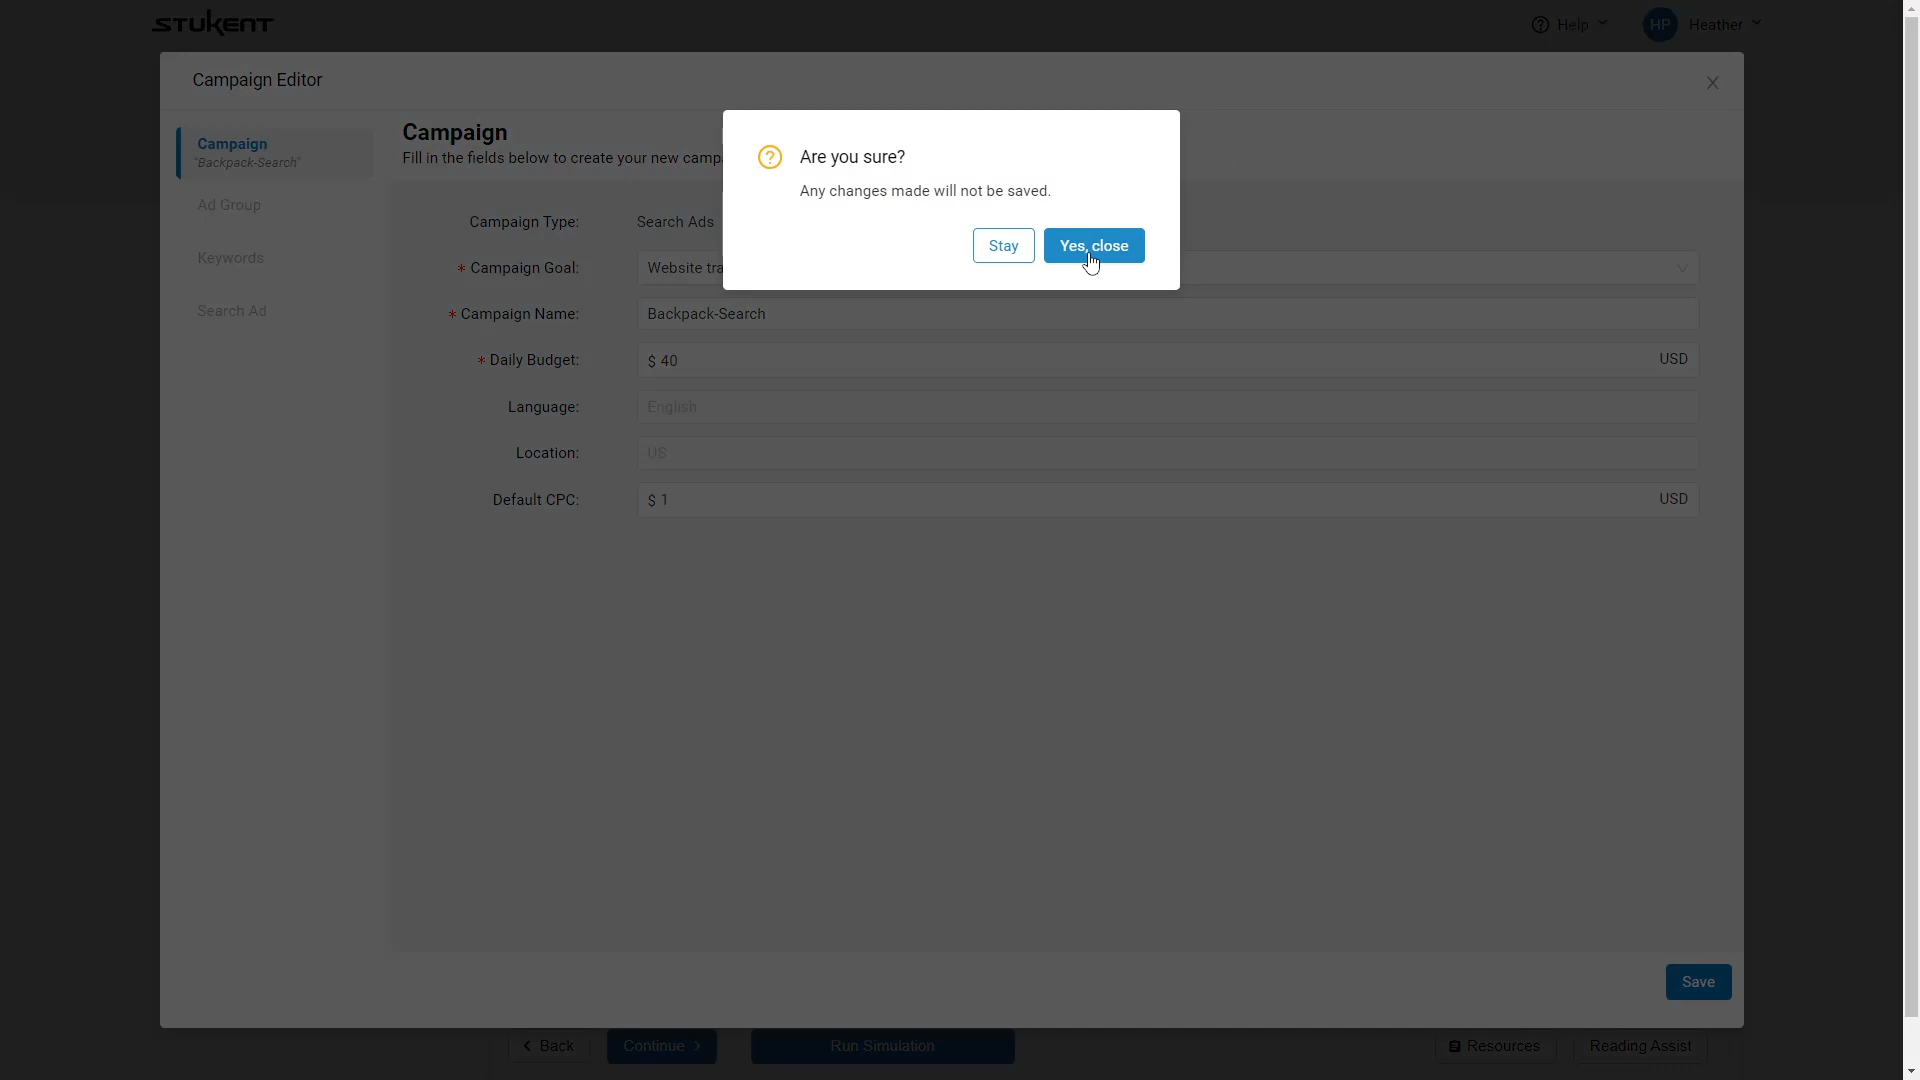 STUKENT
Help
HP
Heather
Campaign Editor
Campaign
"Backpack-Search"
Ad Group
Keywords
Search Ad
Campaign
Fill in the fields below to create your new camp
Are you sure?
Any changes made will not be saved.
Stay
Yes, close
Campaign Type:
Search Ads
* Campaign Goal:
Website tra
* Campaign Name:
Backpack-Search
* Daily Budget:
$ 40
USD
Language:
English
Location:
US
Default CPC:
$ 1
USD
Save
Back
Continue
Run Simulation
Resources
Reading Assist